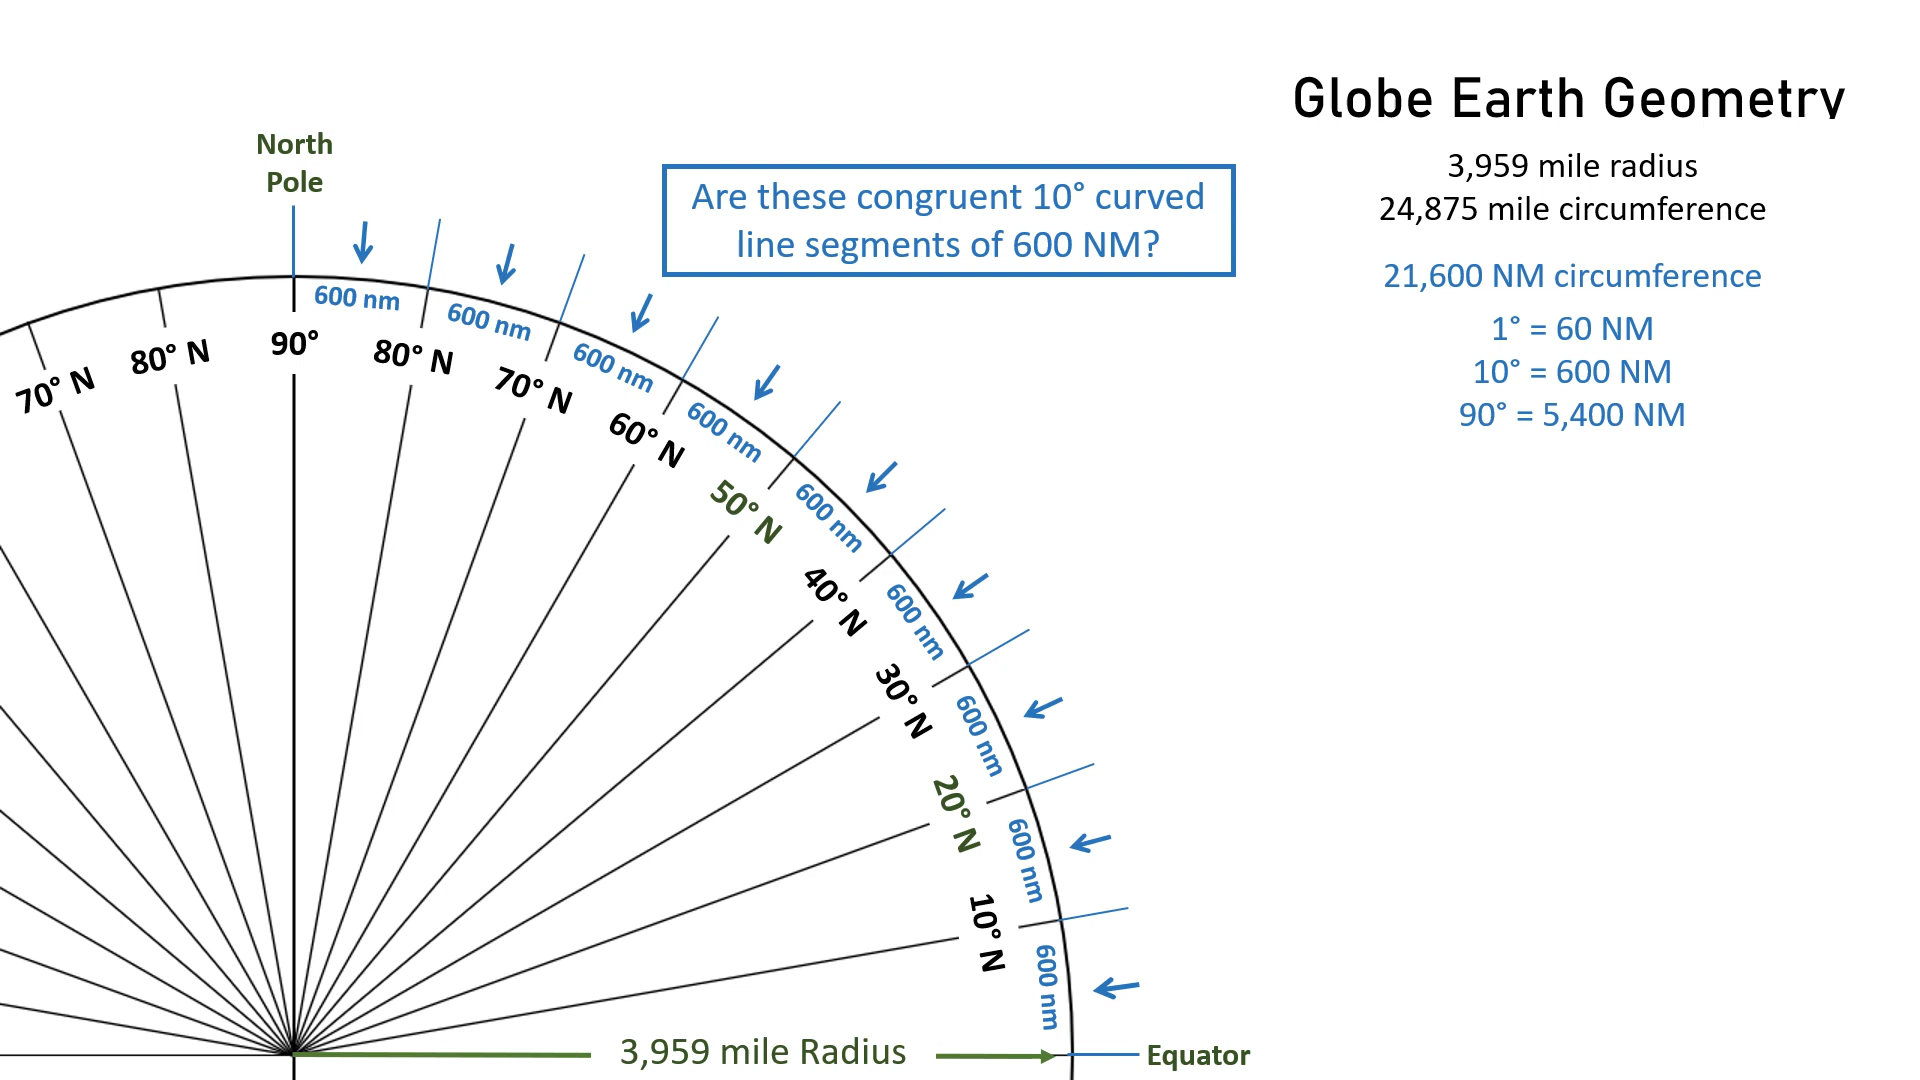 Globe Earth Geometry
3,959 mile radius
24,875 mile circumference
21,600 NM circumference
1° = 60 NM
10° = 600 NM
90° = 5,400 NM
North
Pole
Are these congruent 10° curved
line segments of 600 NM?
600 nm
600 nm
600 nm
600 nm
600 nm
600 nm
600 nm
600 nm
600 nm
70° N
80° N
90°
80° N
70° N
60° N
50° N
40° N
30° N
20° N
10° N
3,959 mile Radius
Equator